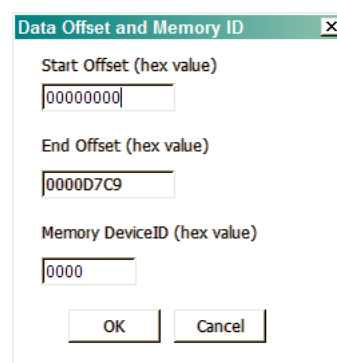 Data Offset and Memory ID
Start Offset (hex value)
00000000
End Offset (hex value)
0000D7C9
Memory DeviceID (hex value)
0000
OK Cancel